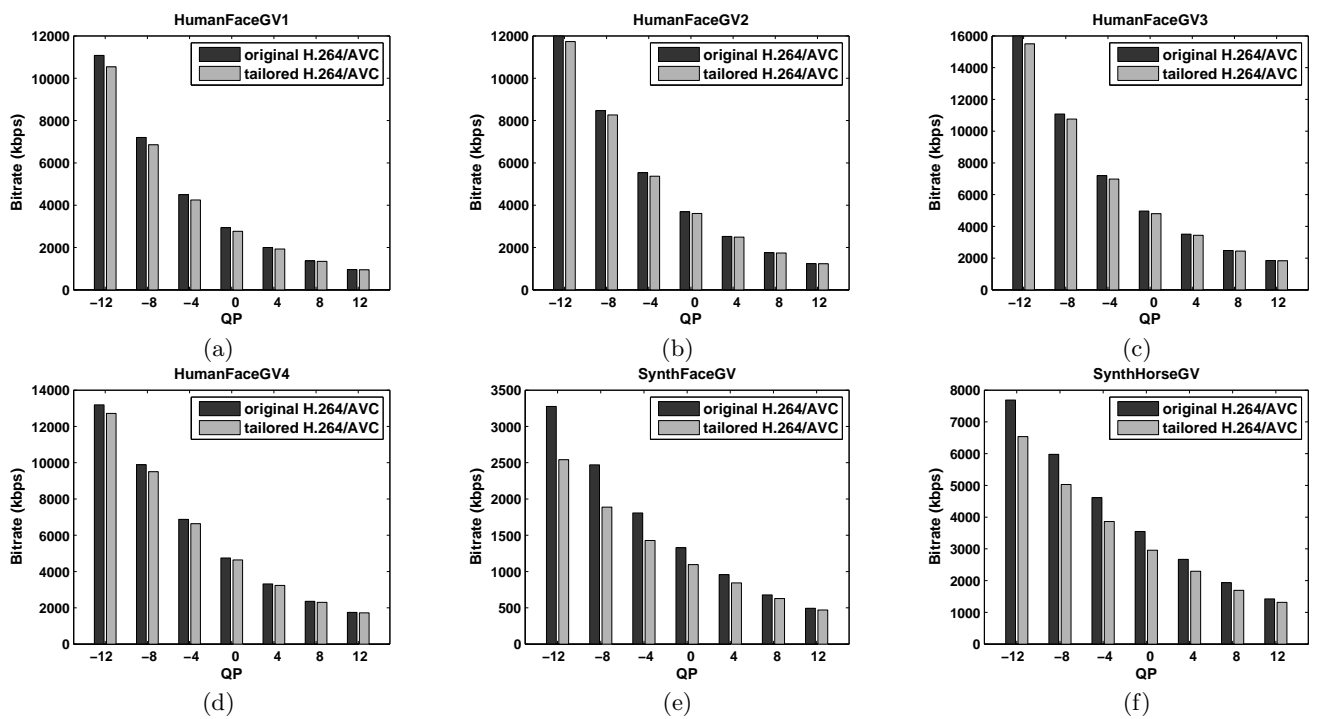 HumanFaceGV1
12000
10000
8000
6000
4000
2000
0
Bitrate (kbps)
original H.264/AVC
tailored H.264/AVC
−12 −8 −4 0 4 8 12
QP
(a)
HumanFaceGV2
12000
10000
8000
6000
4000
2000
0
Bitrate (kbps)
original H.264/AVC
tailored H.264/AVC
−12 −8 −4 0 4 8 12
QP
(b)
HumanFaceGV3
16000
14000
12000
10000
8000
6000
4000
2000
0
Bitrate (kbps)
original H.264/AVC
tailored H.264/AVC
−12 −8 −4 0 4 8 12
QP
(c)
HumanFaceGV4
14000
12000
10000
8000
6000
4000
2000
0
Bitrate (kbps)
original H.264/AVC
tailored H.264/AVC
−12 −8 −4 0 4 8 12
QP
(d)
SynthFaceGV
3500
3000
2500
2000
1500
1000
500
0
Bitrate (kbps)
original H.264/AVC
tailored H.264/AVC
−12 −8 −4 0 4 8 12
QP
(e)
SynthHorseGV
8000
7000
6000
5000
4000
3000
2000
1000
0
Bitrate (kbps)
original H.264/AVC
tailored H.264/AVC
−12 −8 −4 0 4 8 12
QP
(f)